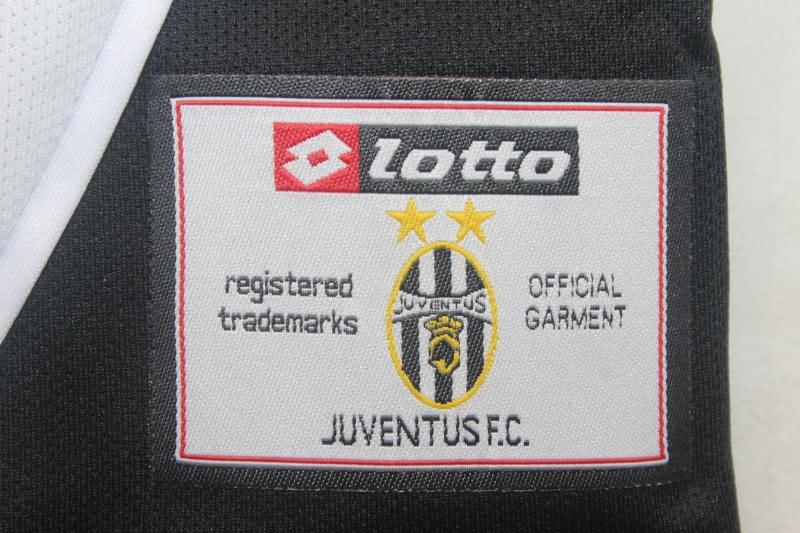 lotto
JUVENTUS
registered
trademarks
OFFICIAL
GARMENT
JUVENTUS F.C.